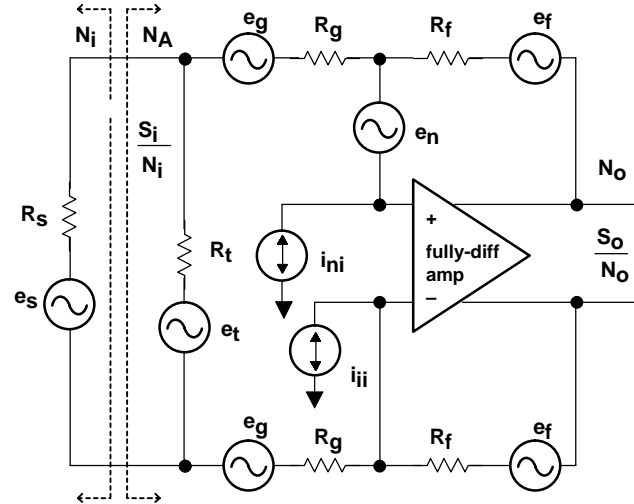 Ni NA eg Rg Rf ef
Si
Ni
en
No
Rs
Rt
ini
+
fully-diff
amp
–
So
No
es
et
iii
eg Rg Rf ef